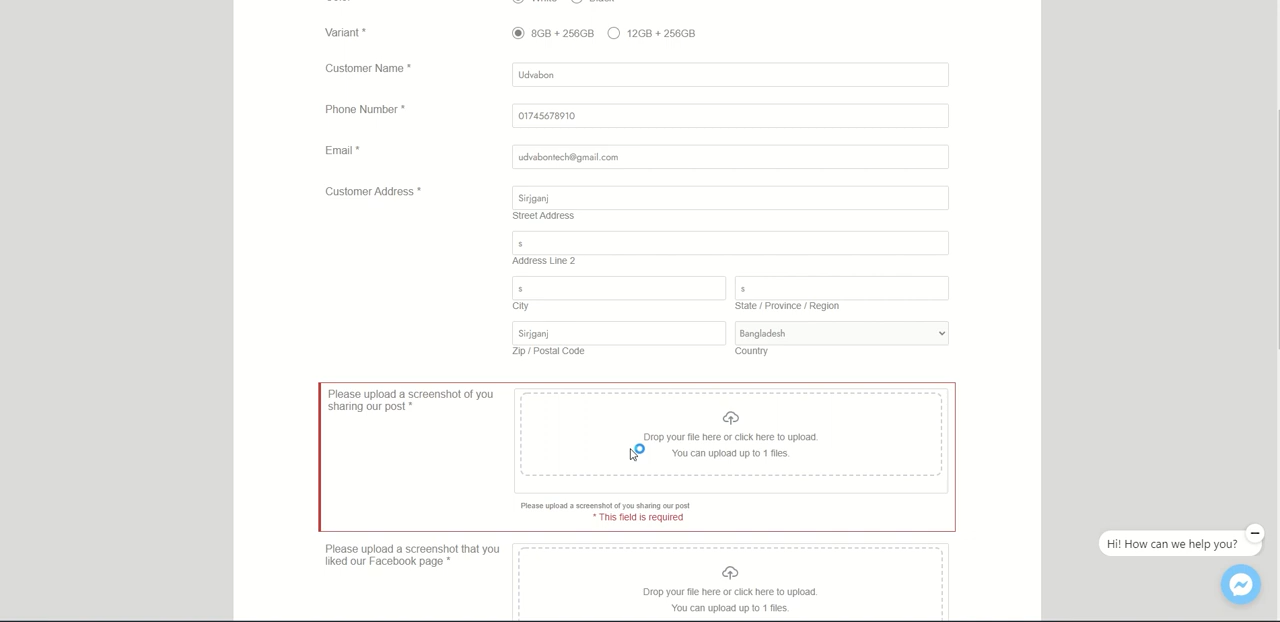 Variant *
8GB + 256GB 12GB + 256GB
Customer Name *
Udvabon
Phone Number *
01745678910
Email *
udvabontech@gmail.com
Customer Address *
Sirjganj
Street Address
s
Address Line 2
s s
City State / Province / Region
Sirjganj Bangladesh
Zip / Postal Code Country
Please upload a screenshot of you
sharing our post *
Drop your file here or click here to upload.
You can upload up to 1 files.
Please upload a screenshot of you sharing our post
* This field is required
Please upload a screenshot that you
liked our Facebook page *
Drop your file here or click here to upload.
You can upload up to 1 files.
Hi! How can we help you?